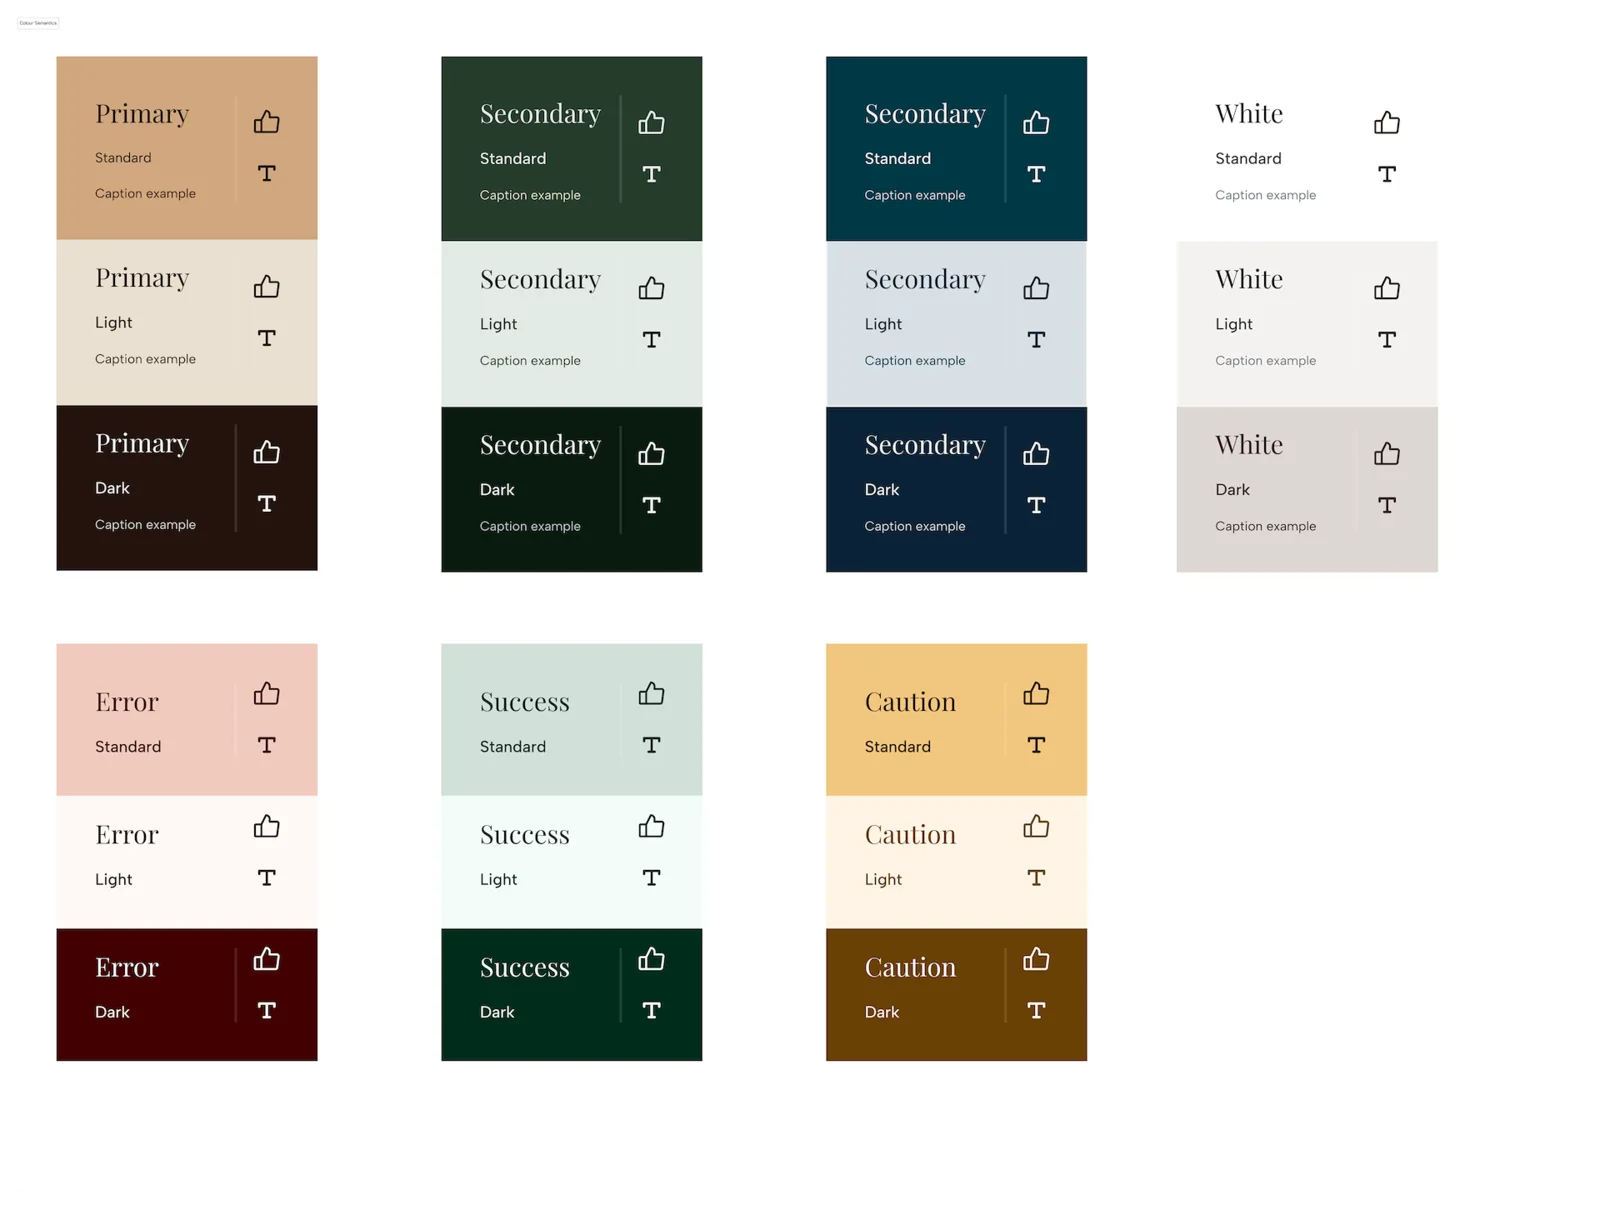 Colour Semantics
Primary
Standard
Caption example
Primary
Light
Caption example
Primary
Dark
Caption example
Secondary
Standard
Caption example
Secondary
Light
Caption example
Secondary
Dark
Caption example
Secondary
Standard
Caption example
Secondary
Light
Caption example
Secondary
Dark
Caption example
White
Standard
Caption example
White
Light
Caption example
White
Dark
Caption example
Error
Standard
Error
Light
Error
Dark
Success
Standard
Success
Light
Success
Dark
Caution
Standard
Caution
Light
Caution
Dark